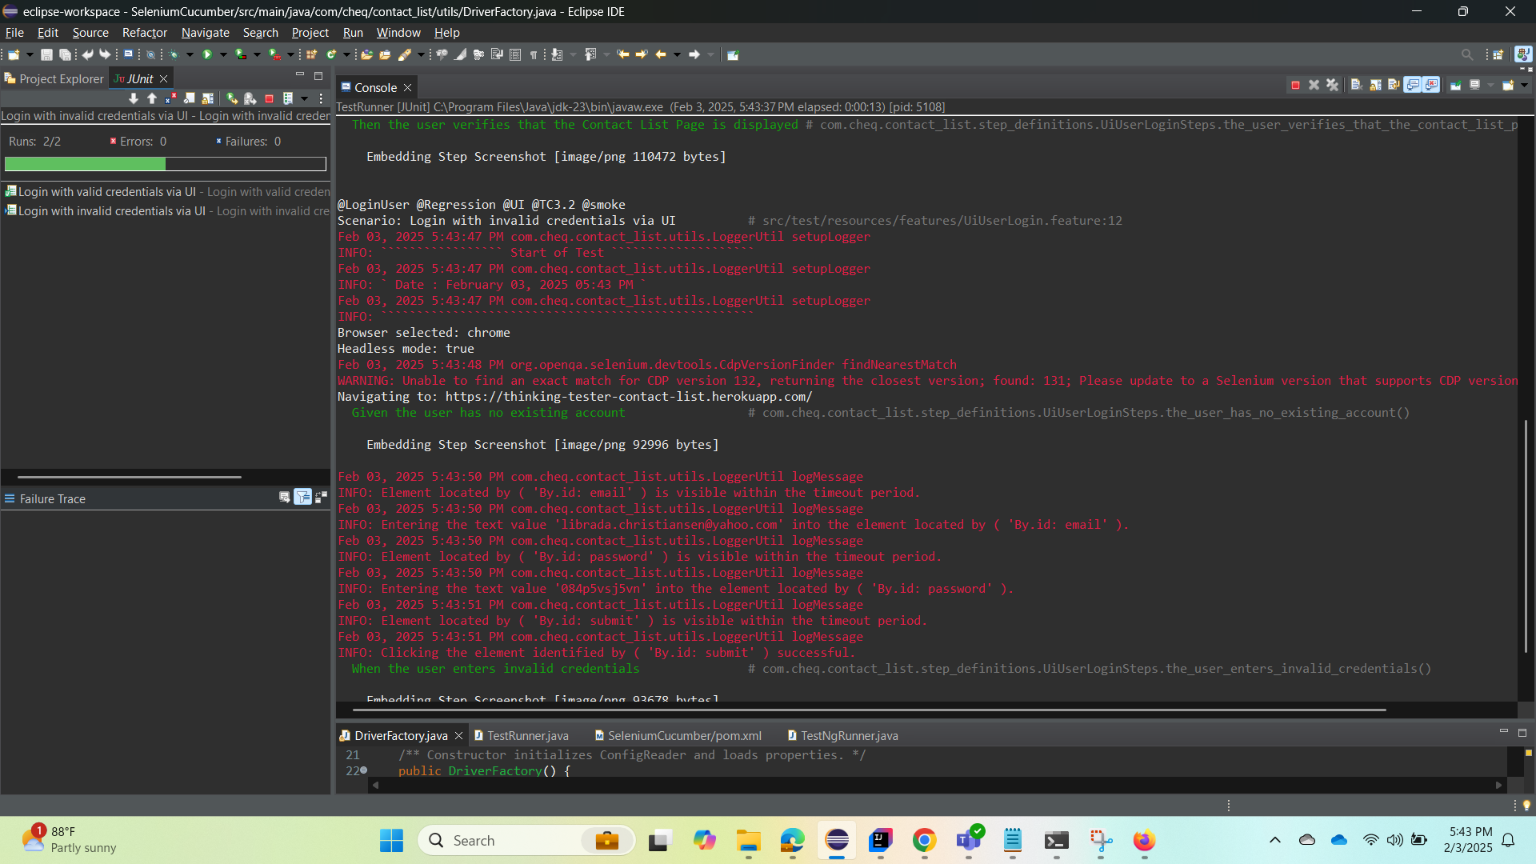 eclipse-workspace - SeleniumCucumber/src/main/java/com/cheq/contact_list/utils/DriverFactory.java - Eclipse IDE
File Edit Source Refactor Navigate Search Project Run Window Help
Project Explorer JUnit
Login with invalid credentials via UI - Login with invalid creder
Runs: 2/2 Errors: 0 Failures: 0
Login with valid credentials via UI - Login with valid creden
Login with invalid credentials via UI - Login with invalid cre
Failure Trace
Console
TestRunner [JUnit] C:\Program Files\Java\jdk-23\bin\javaw.exe (Feb 3, 2025, 5:43:37 PM elapsed: 0:00:13) [pid: 5108]
Then the user verifies that the Contact List Page is displayed # com.cheq.contact_list.step_definitions.UiUserLoginSteps.the_user_verifies_that_the_contact_list_p
Embedding Step Screenshot [image/png 110472 bytes]
@LoginUser @Regression @UI @TC3.2 @smoke
Scenario: Login with invalid credentials via UI # src/test/resources/features/UiUserLogin.feature:12
Feb 03, 2025 5:43:47 PM com.cheq.contact_list.utils.LoggerUtil setupLogger
INFO: ````````````````` Start of Test ````````````````````
Feb 03, 2025 5:43:47 PM com.cheq.contact_list.utils.LoggerUtil setupLogger
INFO: ` Date : February 03, 2025 05:43 PM `
Feb 03, 2025 5:43:47 PM com.cheq.contact_list.utils.LoggerUtil setupLogger
INFO: ````````````````````````````````````````````````````
Browser selected: chrome
Headless mode: true
Feb 03, 2025 5:43:48 PM org.openqa.selenium.devtools.CdpVersionFinder findNearestMatch
WARNING: Unable to find an exact match for CDP version 132, returning the closest version; found: 131; Please update to a Selenium version that supports CDP version
Navigating to: https://thinking-tester-contact-list.herokuapp.com/
Given the user has no existing account # com.cheq.contact_list.step_definitions.UiUserLoginSteps.the_user_has_no_existing_account()
Embedding Step Screenshot [image/png 92996 bytes]
Feb 03, 2025 5:43:50 PM com.cheq.contact_list.utils.LoggerUtil logMessage
INFO: Element located by ( 'By.id: email' ) is visible within the timeout period.
Feb 03, 2025 5:43:50 PM com.cheq.contact_list.utils.LoggerUtil logMessage
INFO: Entering the text value 'librada.christiansen@yahoo.com' into the element located by ( 'By.id: email' ).
Feb 03, 2025 5:43:50 PM com.cheq.contact_list.utils.LoggerUtil logMessage
INFO: Element located by ( 'By.id: password' ) is visible within the timeout period.
Feb 03, 2025 5:43:50 PM com.cheq.contact_list.utils.LoggerUtil logMessage
INFO: Entering the text value '084p5vsj5vn' into the element located by ( 'By.id: password' ).
Feb 03, 2025 5:43:51 PM com.cheq.contact_list.utils.LoggerUtil logMessage
INFO: Element located by ( 'By.id: submit' ) is visible within the timeout period.
Feb 03, 2025 5:43:51 PM com.cheq.contact_list.utils.LoggerUtil logMessage
INFO: Clicking the element identified by ( 'By.id: submit' ) successful.
When the user enters invalid credentials # com.cheq.contact_list.step_definitions.UiUserLoginSteps.the_user_enters_invalid_credentials()
Embedding Step Screenshot [image/png 93678 bytes]
DriverFactory.java TestRunner.java SeleniumCucumber/pom.xml TestNgRunner.java
21 /** Constructor initializes ConfigReader and loads properties. */
22 public DriverFactory() {
1 88°F
Partly sunny
Search
5:43 PM
2/3/2025